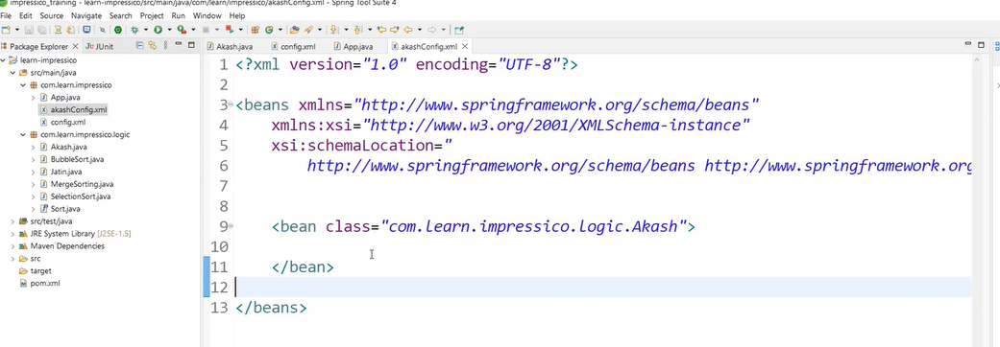 impressico_training - learn-impressico/src/main/java/com/learn/impressico/akashConfig.xml - Spring Tool Suite 4
File Edit Source Navigate Search Project Run Window Help
Package Explorer JUnit
Akash.java config.xml App.java akashConfig.xml
learn-impressico
src/main/java
com.learn.impressico
App.java
akashConfig.xml
config.xml
com.learn.impressico.logic
Akash.java
BubbleSort.java
Jatin.java
MergeSorting.java
SelectionSort.java
Sort.java
src/test/java
JRE System Library [J2SE-1.5]
Maven Dependencies
src
target
pom.xml
1 <?xml version="1.0" encoding="UTF-8"?>
2
3 <beans xmlns="http://www.springframework.org/schema/beans"
4 xmlns:xsi="http://www.w3.org/2001/XMLSchema-instance"
5 xsi:schemaLocation="
6 http://www.springframework.org/schema/beans http://www.springframework.org
7
8
9 <bean class="com.learn.impressico.logic.Akash">
10
11 </bean>
12
13 </beans>